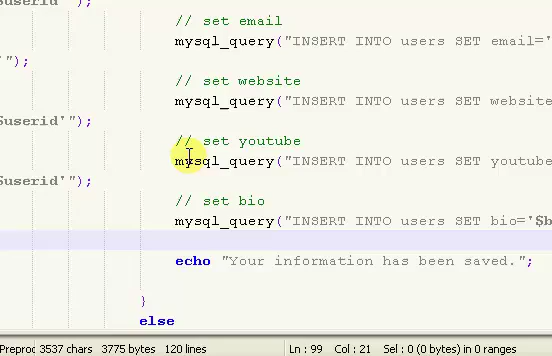 $userid'");
// set email
mysql_query("INSERT INTO users SET email='
'");
// set website
mysql_query("INSERT INTO users SET website
$userid'");
// set youtube
mysql_query("INSERT INTO users SET youtube
$userid'");
// set bio
mysql_query("INSERT INTO users SET bio='$b
echo "Your information has been saved.";
}
else
Preproc 3537 chars 3775 bytes 120 lines Ln : 99 Col : 21 Sel : 0 (0 bytes) in 0 ranges